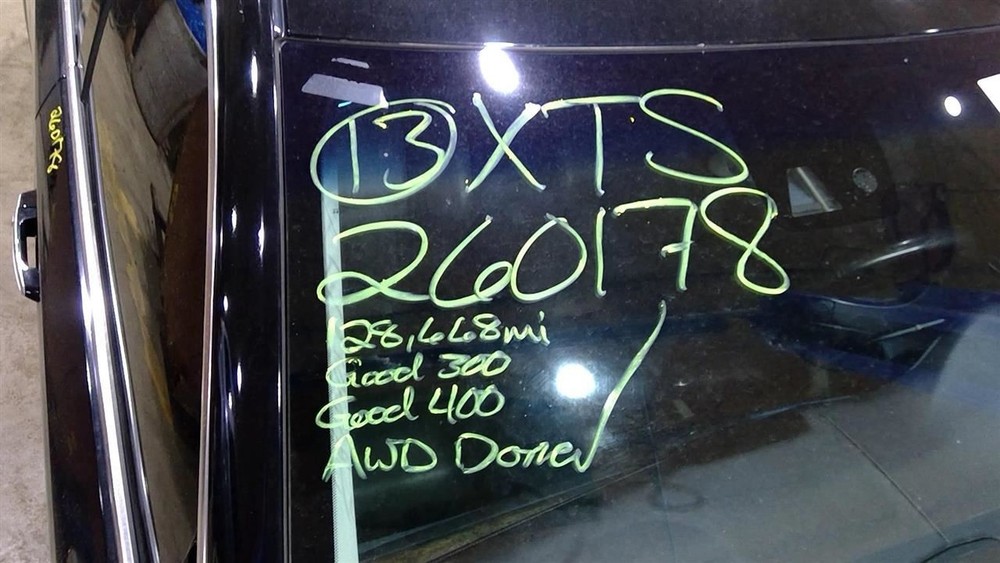 13 XTS
260178
128,668mi
Good 300
Good 400
AWD Done ✓